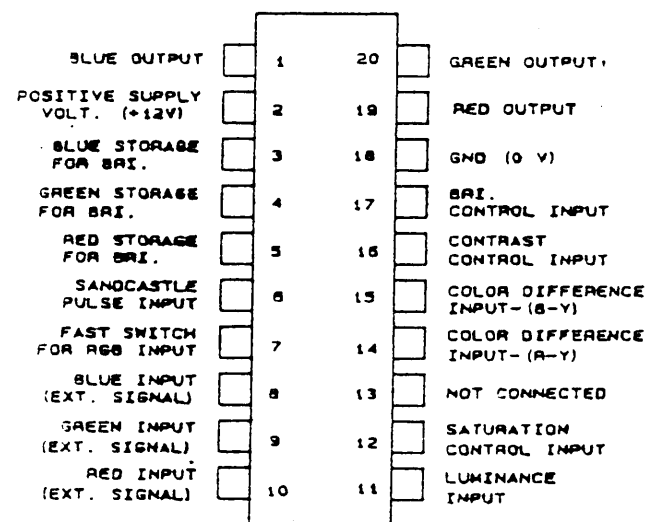 BLUE OUTPUT 1
POSITIVE SUPPLY
VOLT. (+12V) 2
BLUE STORAGE
FOR BRI. 3
GREEN STORAGE
FOR BRI. 4
RED STORAGE
FOR BRI. 5
SANDCASTLE
PULSE INPUT 6
FAST SWITCH
FOR RGB INPUT 7
BLUE INPUT
(EXT. SIGNAL) 8
GREEN INPUT
(EXT. SIGNAL) 9
RED INPUT
(EXT. SIGNAL) 10
20 GREEN OUTPUT
19 RED OUTPUT
18 GND (0 V)
BRI.
17 CONTROL INPUT
CONTRAST
16 CONTROL INPUT
15 COLOR DIFFERENCE
INPUT-(B-Y)
COLOR DIFFERENCE
14 INPUT-(R-Y)
13 NOT CONNECTED
SATURATION
12 CONTROL INPUT
LUMINANCE
11 INPUT